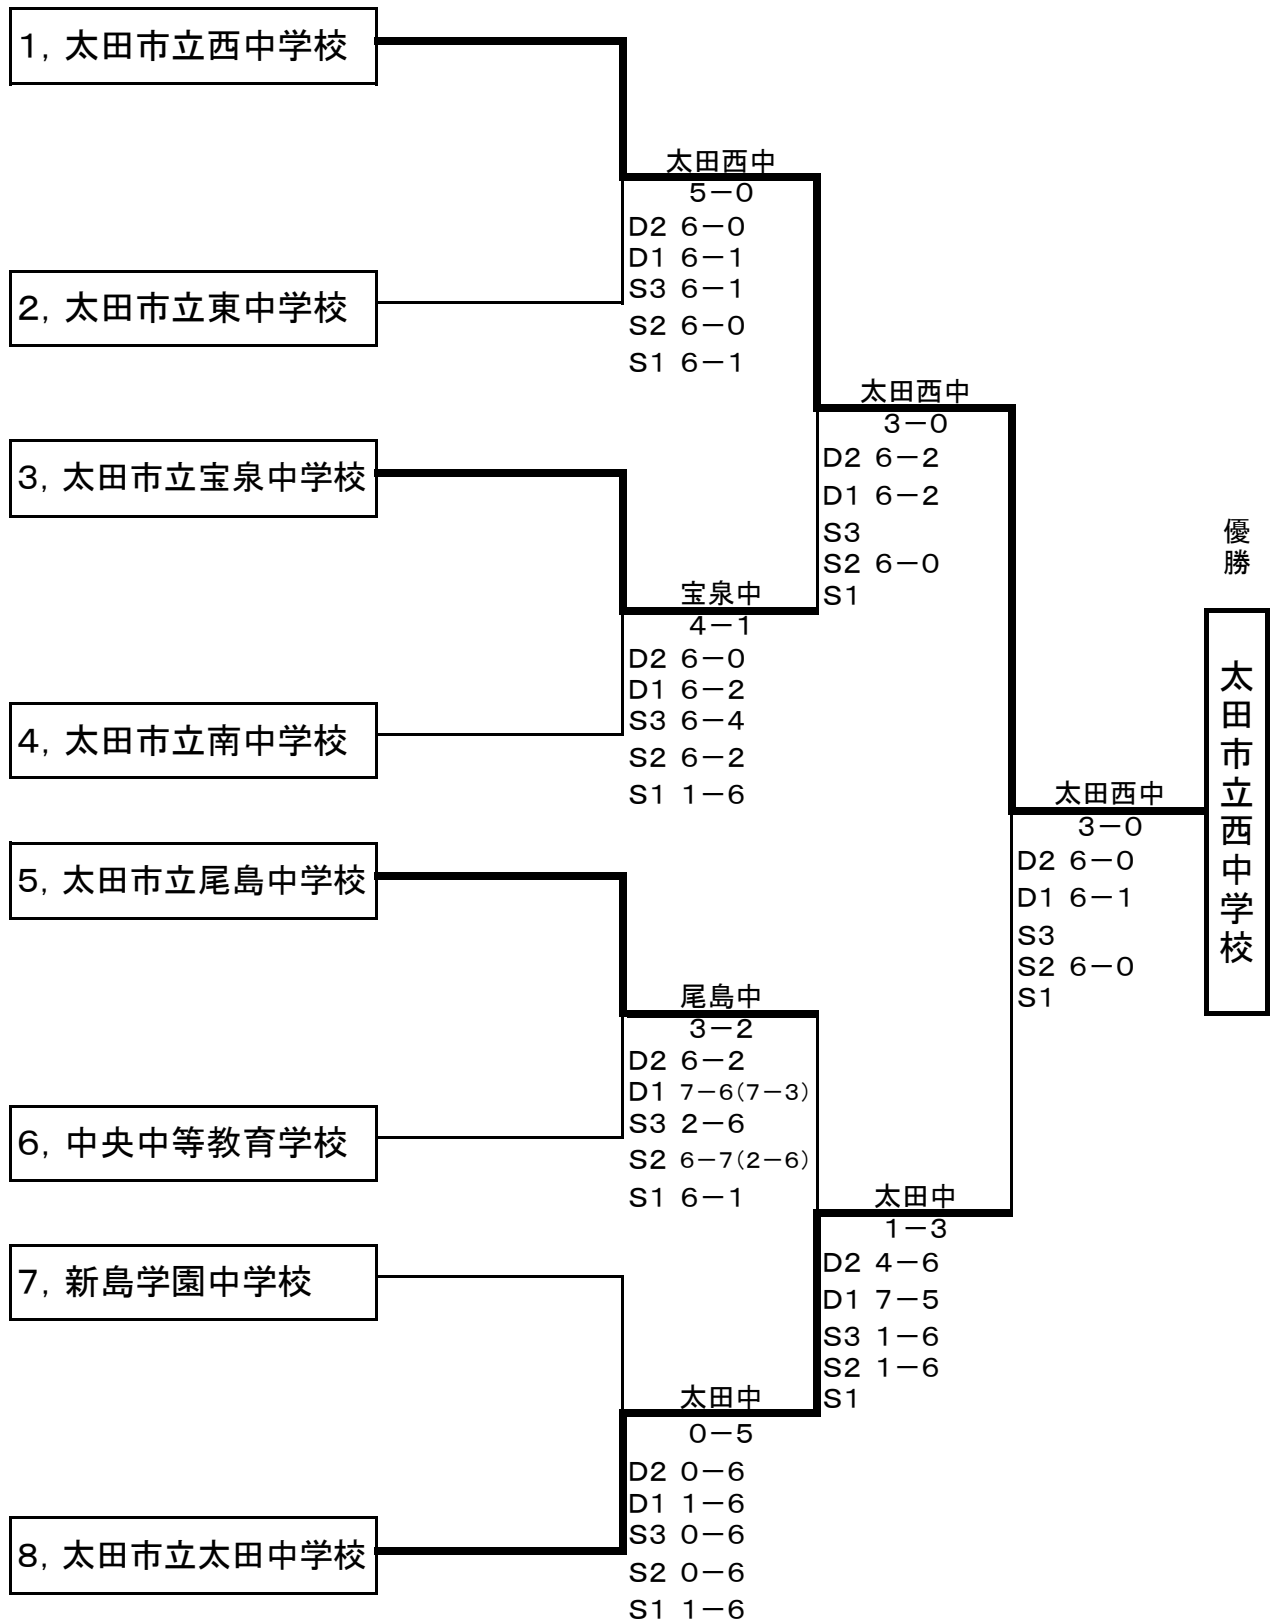 1, 太田市立西中学校
2, 太田市立東中学校
3, 太田市立宝泉中学校
4, 太田市立南中学校
5, 太田市立尾島中学校
6, 中央中等教育学校
7, 新島学園中学校
8, 太田市立太田中学校
太田西中
5－0
D2 6－0
D1 6－1
S3 6－1
S2 6－0
S1 6－1
宝泉中
4－1
D2 6－0
D1 6－2
S3 6－4
S2 6－2
S1 1－6
尾島中
3－2
D2 6－2
D1 7－6(7－3)
S3 2－6
S2 6－7(2－6)
S1 6－1
太田中
0－5
D2 0－6
D1 1－6
S3 0－6
S2 0－6
S1 1－6
太田西中
3－0
D2 6－2
D1 6－2
S3
S2 6－0
S1
太田中
1－3
D2 4－6
D1 7－5
S3 1－6
S2 1－6
S1
太田西中
3－0
D2 6－0
D1 6－1
S3
S2 6－0
S1
優勝
太田市立西中学校